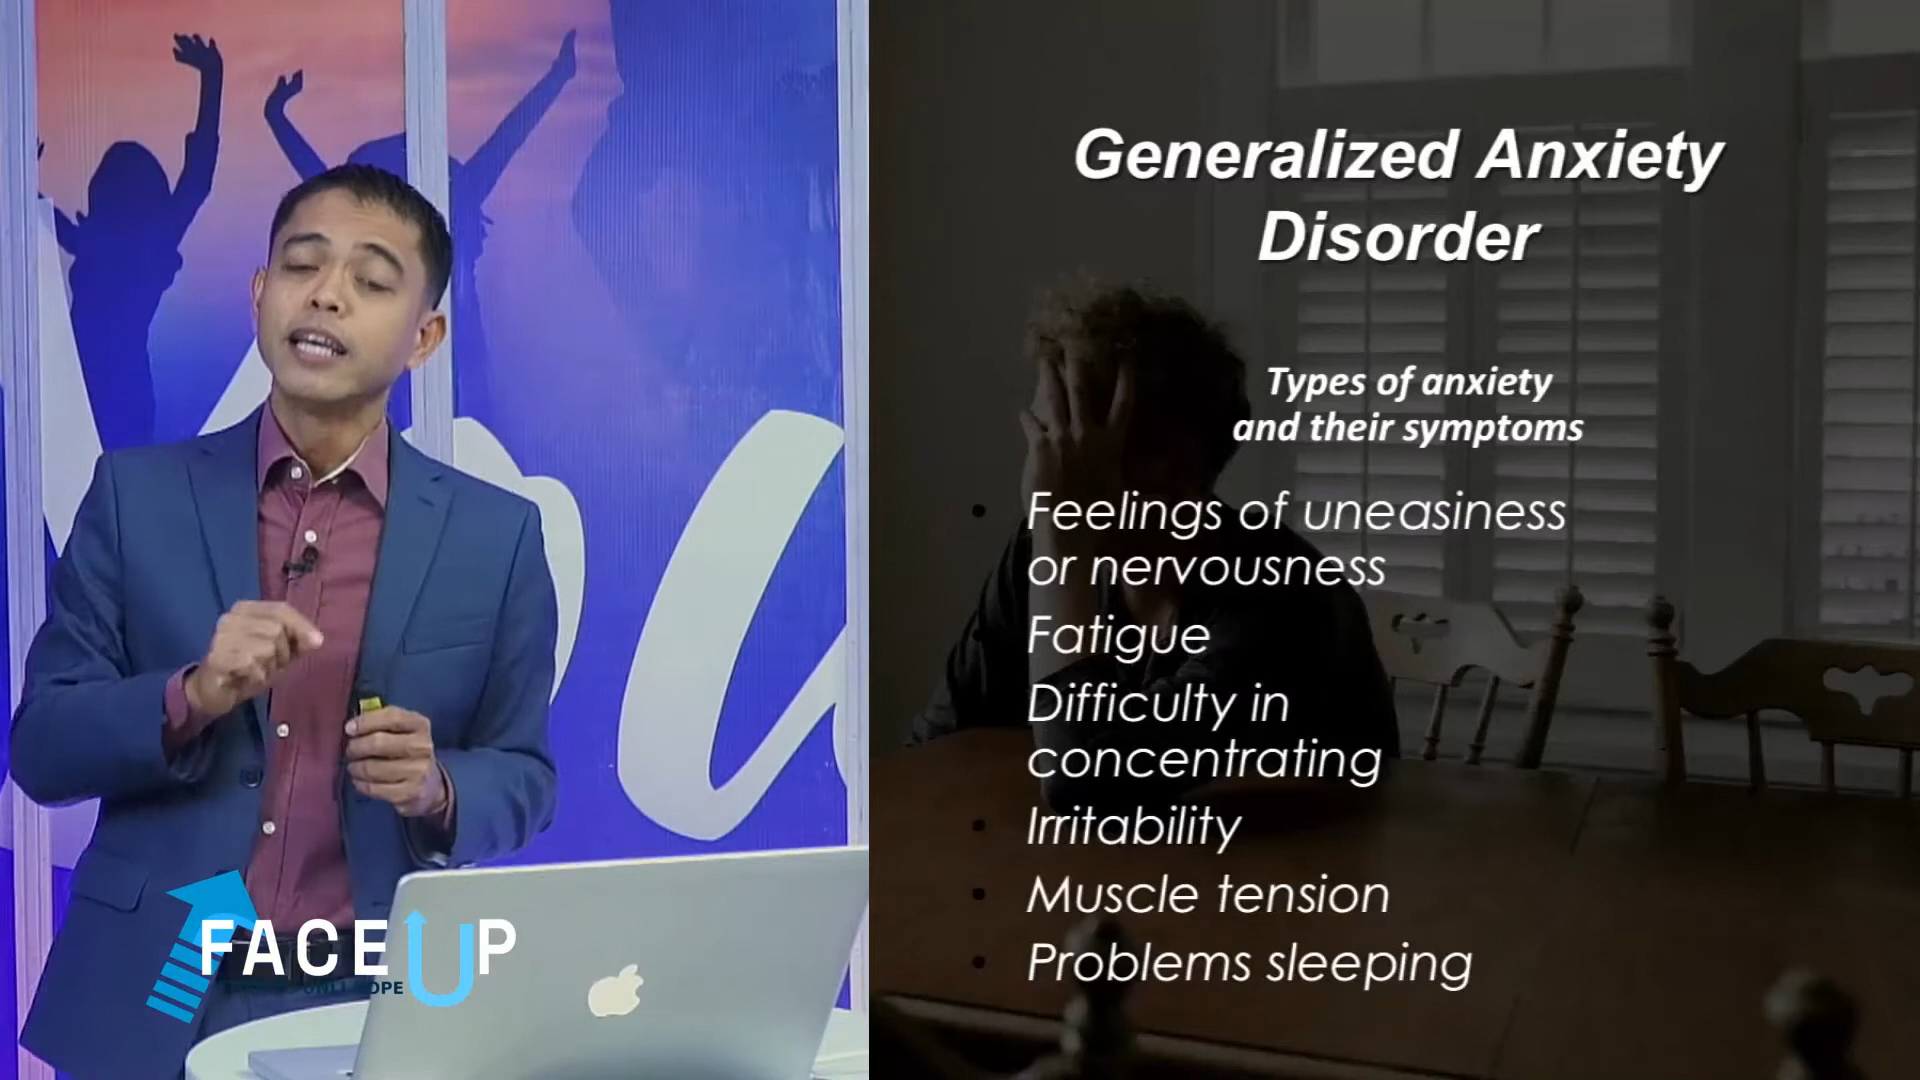 Generalized Anxiety
Disorder
Types of anxiety
and their symptoms
• Feelings of uneasiness
or nervousness
Fatigue
Difficulty in
concentrating
• Irritability
• Muscle tension
• Problems sleeping
FACE UP